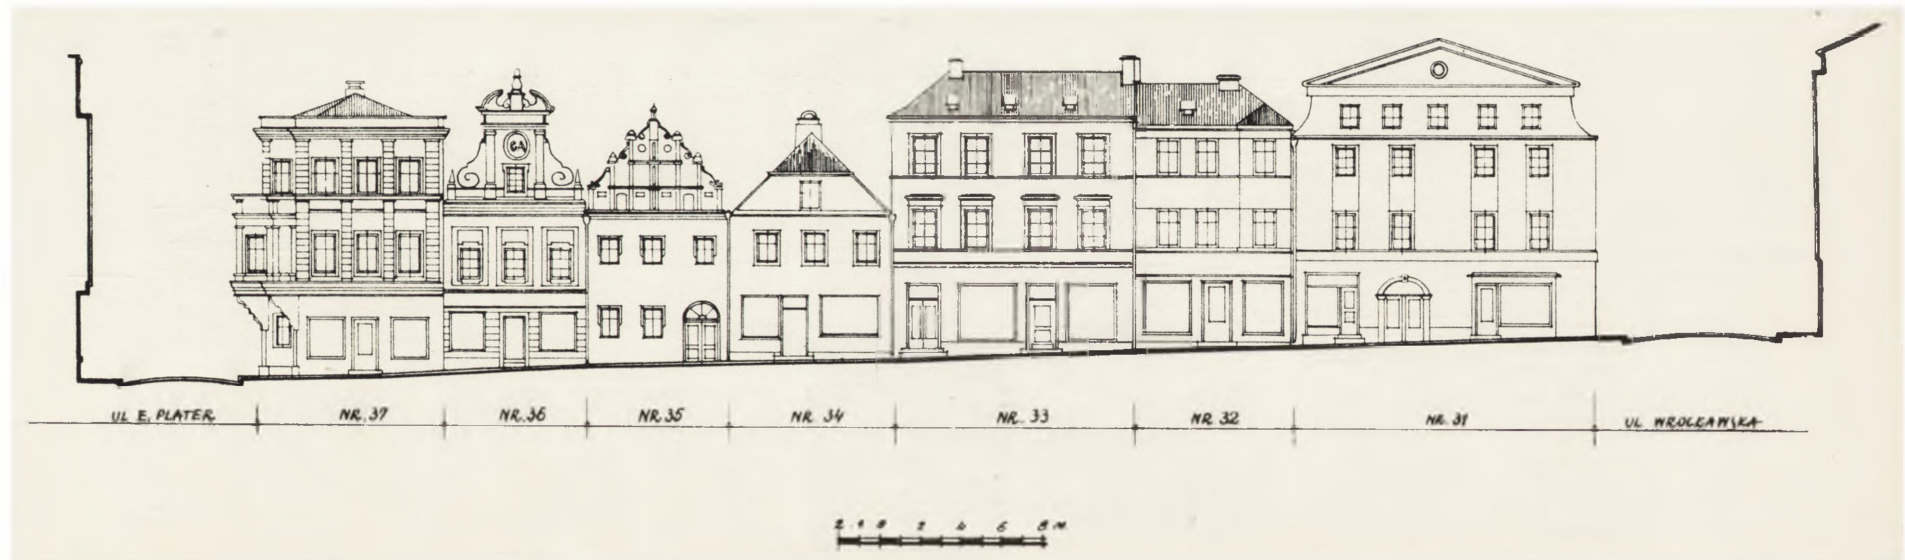 GA
UL E. PLATER NR. 37 NR. 36 NR. 35 NR. 34 NR. 33 NR. 32 NR. 31 UL WROCŁAWSKA
2 1 0 2 4 6 8 M.